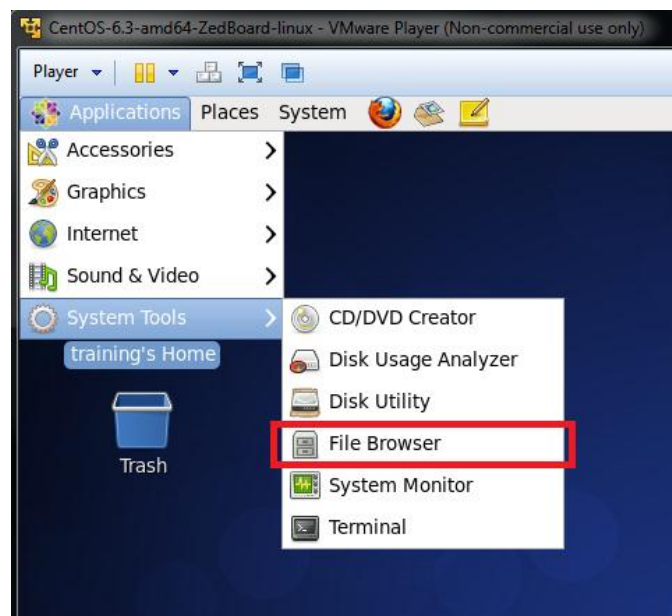 CentOS-6.3-amd64-ZedBoard-linux - VMware Player (Non-commercial use only)
Player
Applications Places System
Accessories
Graphics
Internet
Sound & Video
System Tools
CD/DVD Creator
Disk Usage Analyzer
Disk Utility
File Browser
System Monitor
Terminal
training's Home
Trash